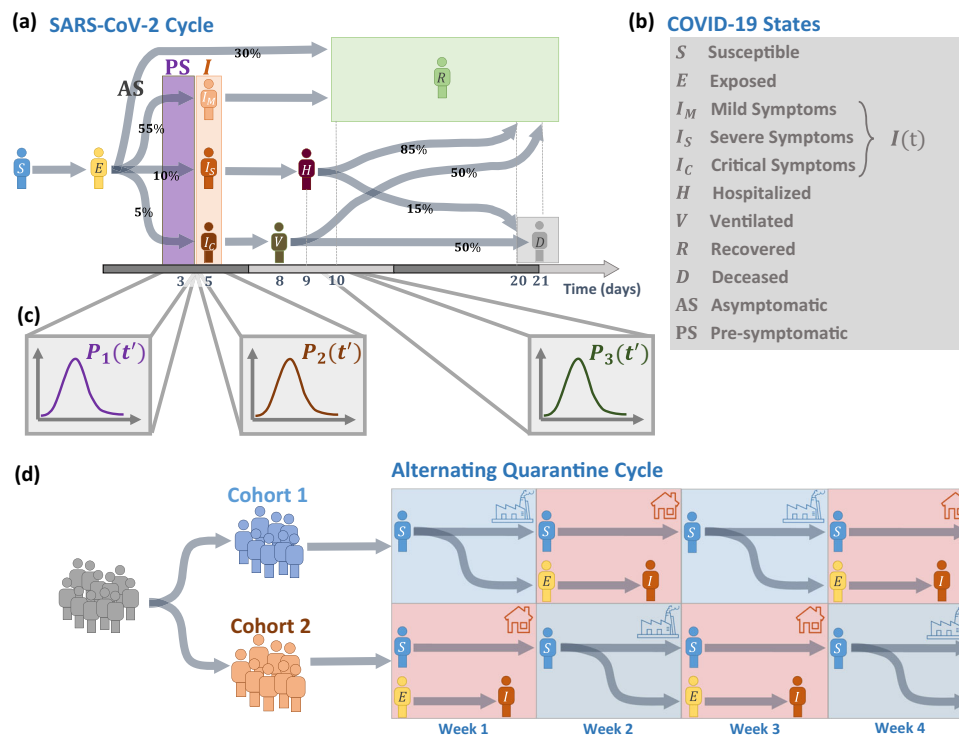 (a) SARS-CoV-2 Cycle
30%
PS I
R
AS
I_M
55%
85%
S
E
10%
I_S
H
50%
5%
15%
I_C
V
50%
D
3 5 8 9 10 20 21 Time (days)
(b) COVID-19 States
S Susceptible
E Exposed
I_M Mild Symptoms
I_S Severe Symptoms I(t)
I_C Critical Symptoms
H Hospitalized
V Ventilated
R Recovered
D Deceased
AS Asymptomatic
PS Pre-symptomatic
(c)
P₁(t′) P₂(t′) P₃(t′)
(d) Alternating Quarantine Cycle
Cohort 1
S S S S
E I E I
Cohort 2
S S S S
E I E I
Week 1 Week 2 Week 3 Week 4